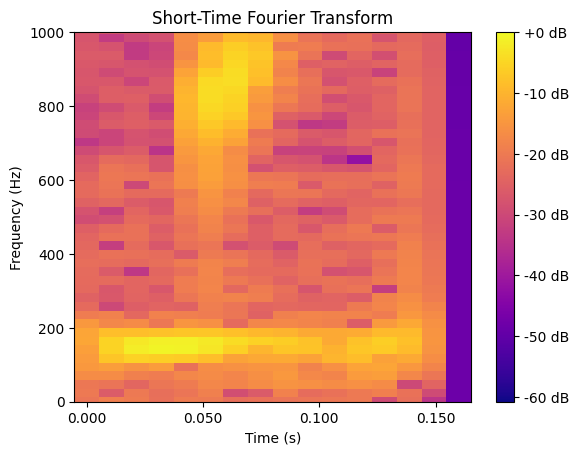 Short-Time Fourier Transform
Frequency (Hz)
1000
800
600
400
200
0
0.000
0.050
0.100
0.150
Time (s)
+0 dB
-10 dB
-20 dB
-30 dB
-40 dB
-50 dB
-60 dB